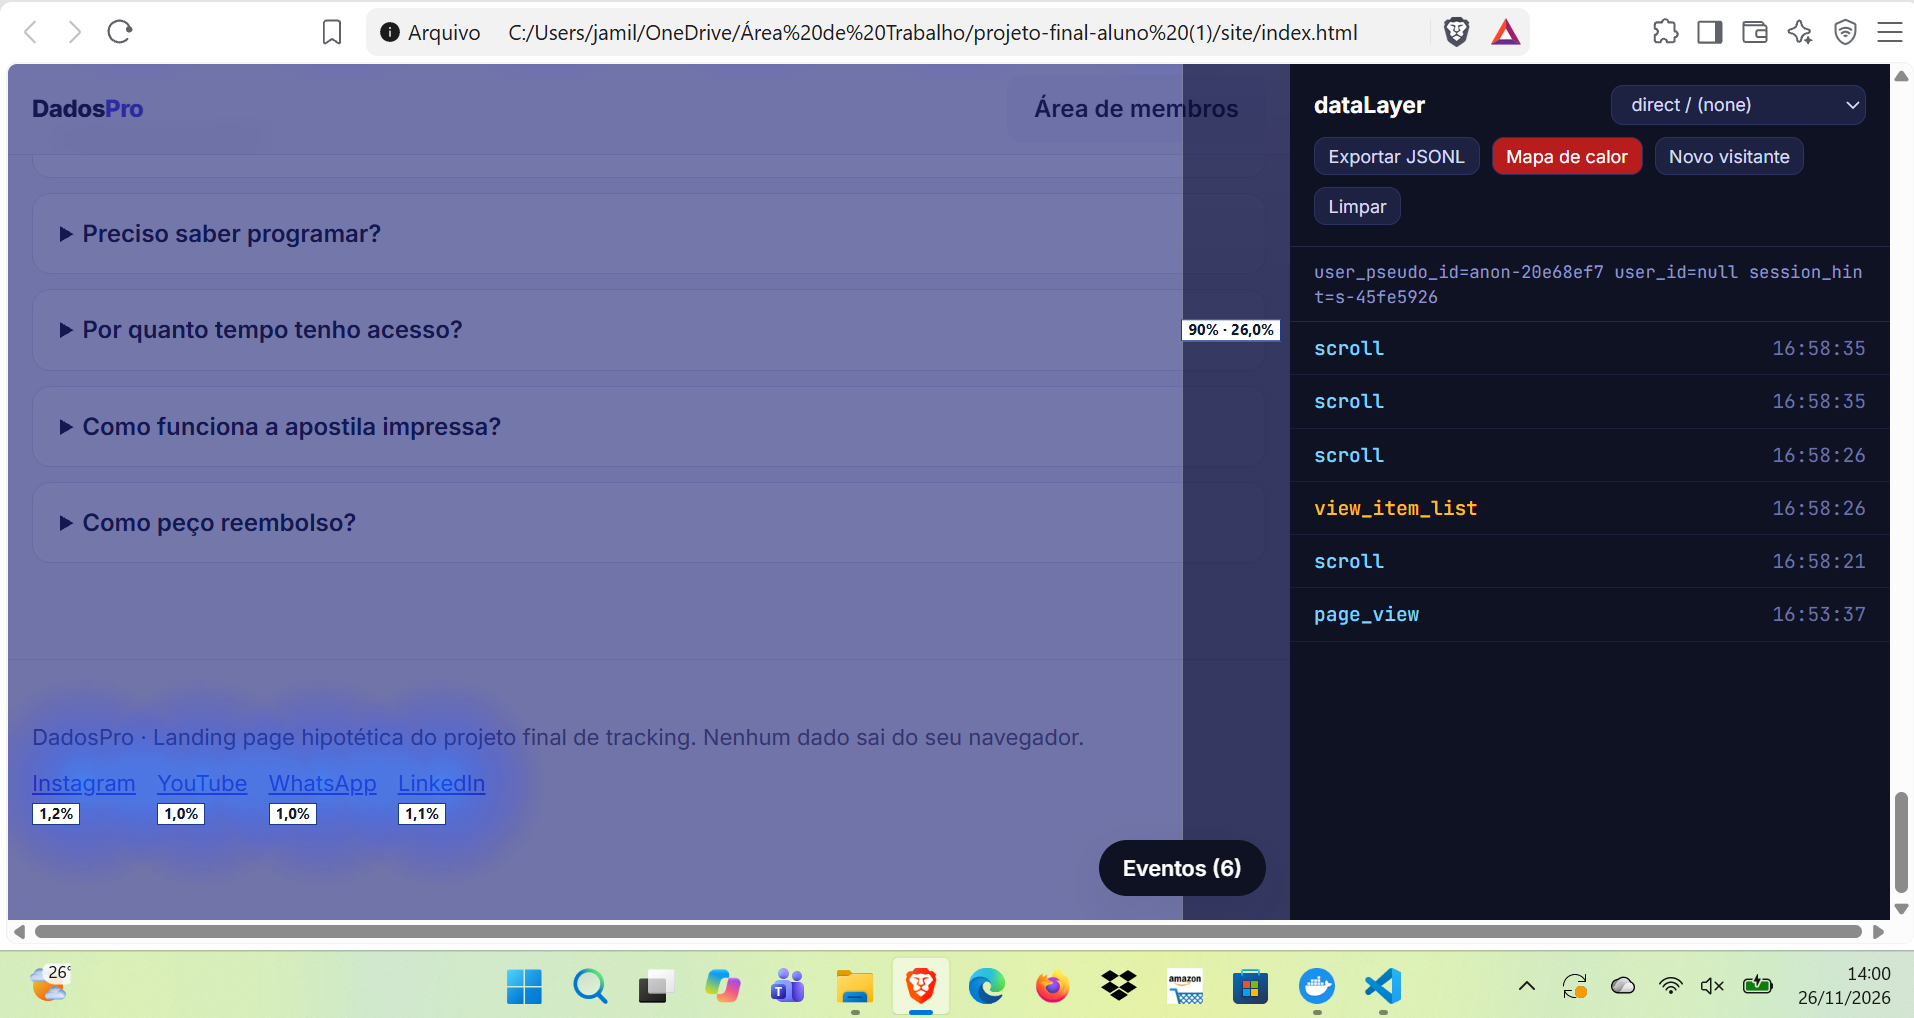 Arquivo C:/Users/jamil/OneDrive/Área%20de%20Trabalho/projeto-final-aluno%20(1)/site/index.html
DadosPro
Área de membros
Preciso saber programar?
Por quanto tempo tenho acesso?
90% · 26,0%
Como funciona a apostila impressa?
Como peço reembolso?
DadosPro · Landing page hipotética do projeto final de tracking. Nenhum dado sai do seu navegador.
Instagram YouTube WhatsApp LinkedIn
1,2% 1,0% 1,0% 1,1%
Eventos (6)
dataLayer
direct / (none)
Exportar JSONL Mapa de calor Novo visitante
Limpar
user_pseudo_id=anon-20e68ef7 user_id=null session_hin
t=s-45fe5926
scroll 16:58:35
scroll 16:58:35
scroll 16:58:26
view_item_list 16:58:26
scroll 16:58:21
page_view 16:53:37
26°
T
amazon
14:00
26/11/2026